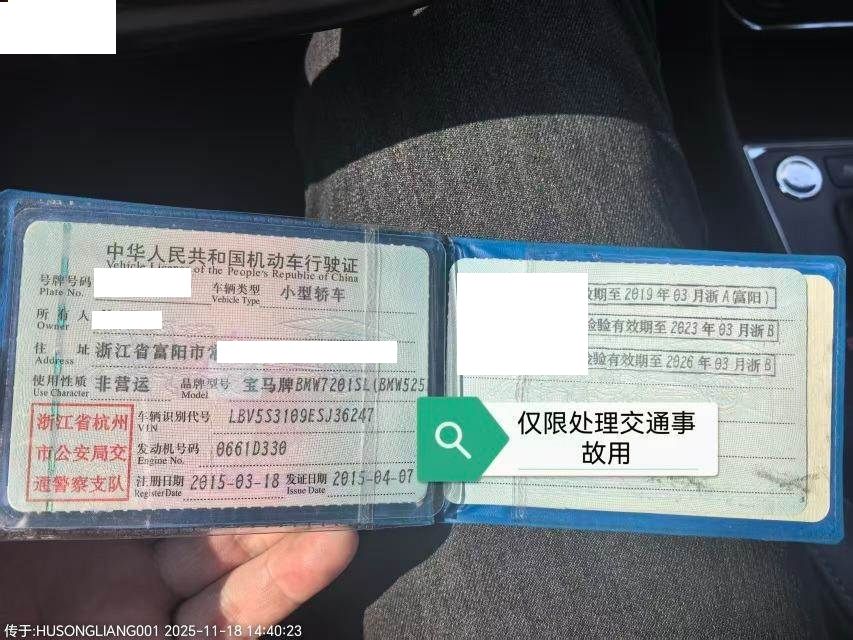 中华人民共和国机动车行驶证
Vehicle License of the People's Republic of China
号牌号码
Plate No.
车辆类型 小型轿车
Vehicle Type
所有人
Owner
住址 浙江省富阳市
Address
使用性质 非营运 品牌型号 宝马牌BMW7201SL(BMW525
Use Character Model
浙江省杭州
市公安局交
通警察支队
车辆识别代号 LBV5S3109ESJ36247
VIN
发动机号码 0661D330
Engine No.
注册日期 2015-03-18 发证日期 2015-04-07
Register Date Issue Date
效期至2019年03月浙A(富阳)
检验有效期至2023年03月浙B
检验有效期至2026年03月浙B
仅限处理交通事
故用
传于:HUSONGLIANG001 2025-11-18 14:40:23